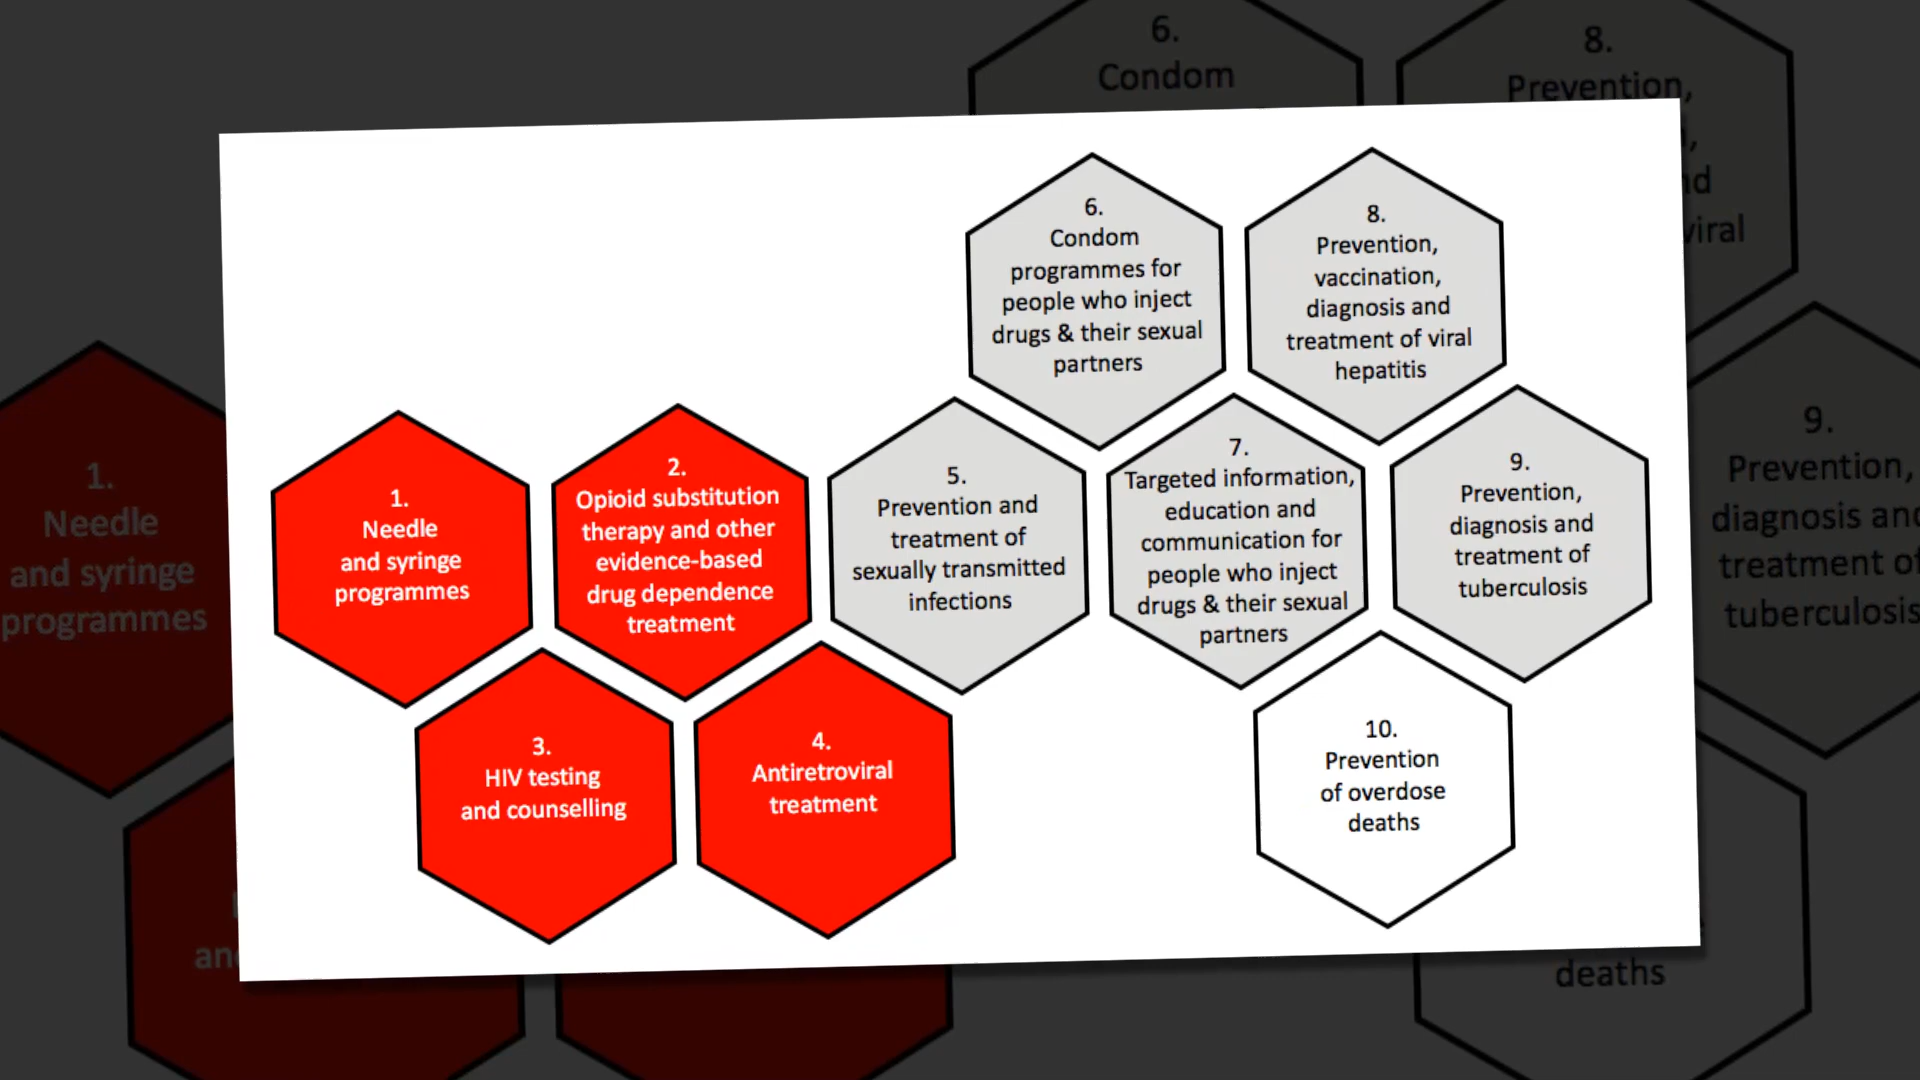 1.
Needle
and syringe
programmes
2.
Opioid substitution
therapy and other
evidence-based
drug dependence
treatment
3.
HIV testing
and counselling
4.
Antiretroviral
treatment
5.
Prevention and
treatment of
sexually transmitted
infections
6.
Condom
programmes for
people who inject
drugs & their sexual
partners
7.
Targeted information,
education and
communication for
people who inject
drugs & their sexual
partners
8.
Prevention,
vaccination,
diagnosis and
treatment of viral
hepatitis
9.
Prevention,
diagnosis and
treatment of
tuberculosis
10.
Prevention
of overdose
deaths
1.
Needle
and syringe
programmes
6.
Condom
8.
Prevention,
viral
9.
Prevention,
diagnosis and
treatment of
tuberculosis
deaths